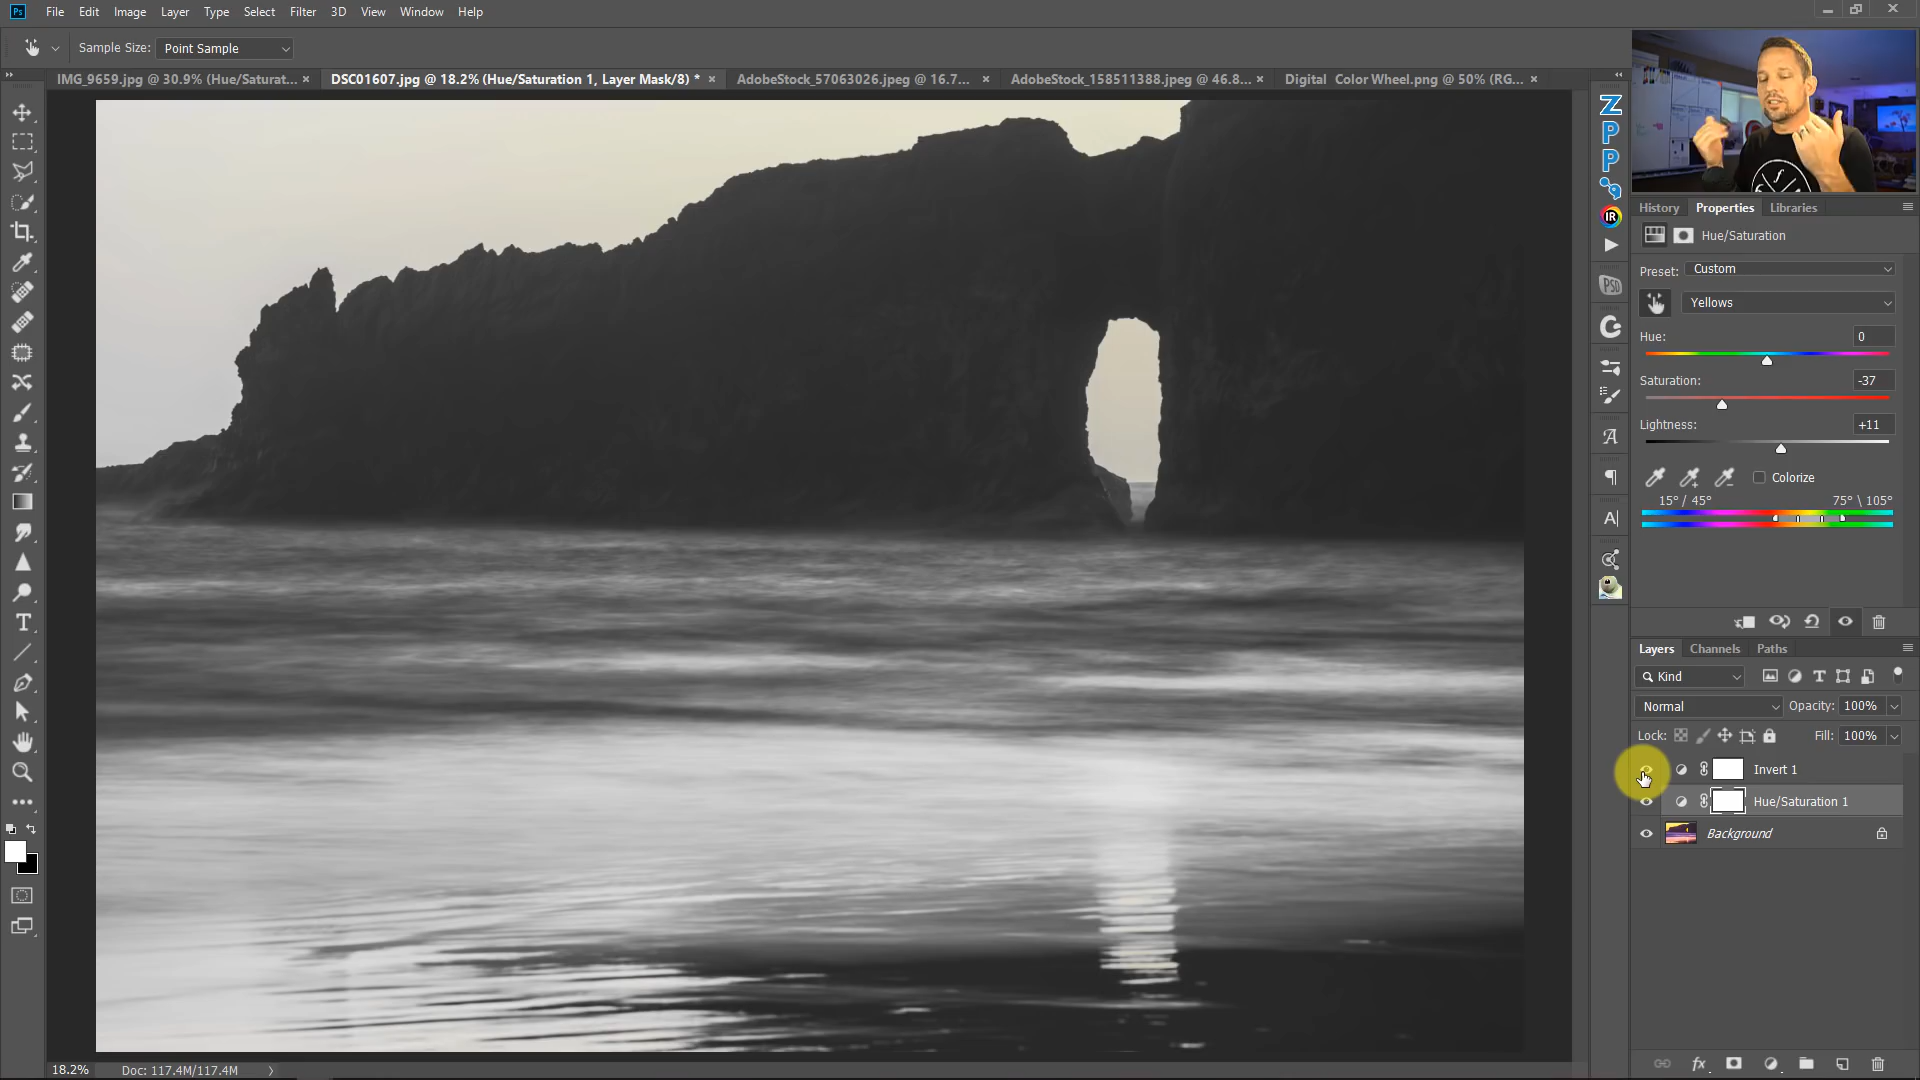 Ps File Edit Image Layer Type Select Filter 3D View Window Help
Sample Size: Point Sample
IMG_9659.jpg @ 30.9% (Hue/Saturat... × DSC01607.jpg @ 18.2% (Hue/Saturation 1, Layer Mask/8) * × AdobeStock_57063026.jpeg @ 16.7... × AdobeStock_158511388.jpeg @ 46.8... × Digital Color Wheel.png @ 50% (RG... ×
Z
P
P
IR
PSD
A
A
History Properties Libraries
Hue/Saturation
Preset: Custom
Yellows
Hue: 0
Saturation: -37
Lightness: +11
Colorize
15° / 45° 75° \ 105°
Layers Channels Paths
Kind
Normal Opacity: 100%
Lock: Fill: 100%
Invert 1
Hue/Saturation 1
Background
T
fx
18.2% Doc: 117.4M/117.4M